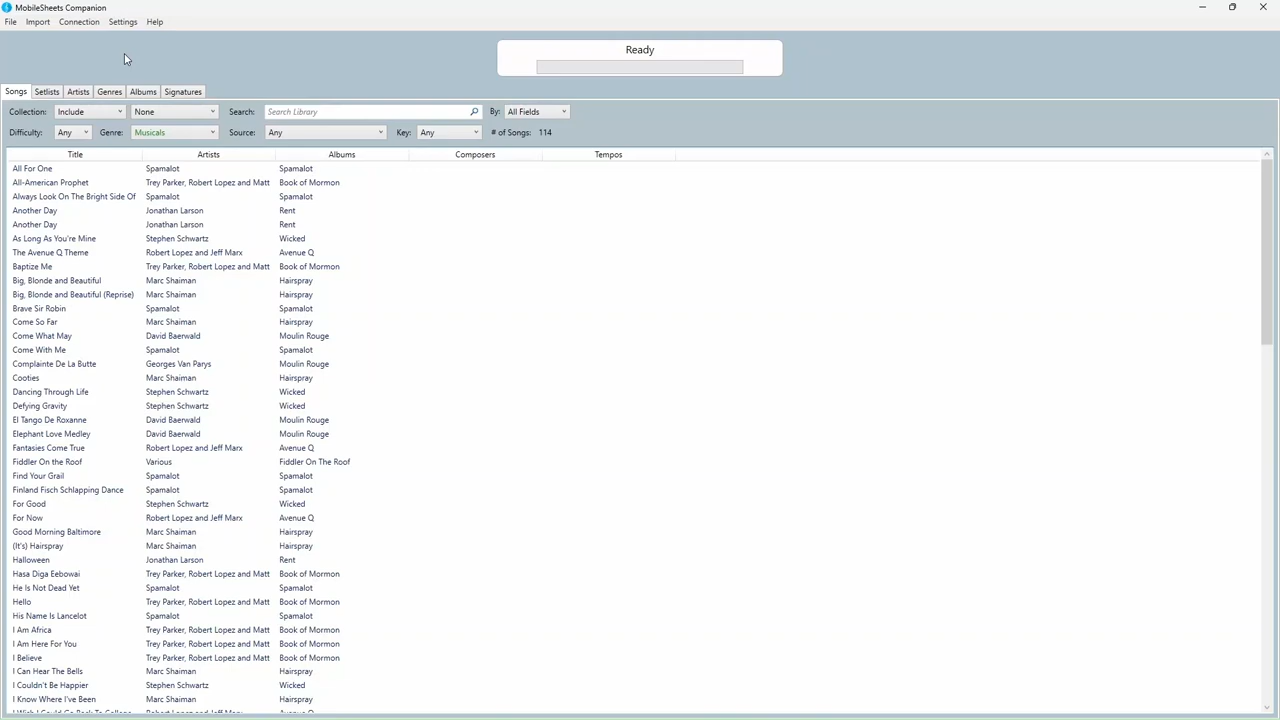 MobileSheets Companion
File Import Connection Settings Help
Ready
Songs Setlists Artists Genres Albums Signatures
Collection: Include None Search: Search Library By: All Fields
Difficulty: Any Genre: Musicals Source: Any Key: Any # of Songs: 114
Title Artists Albums Composers Tempos
All For One Spamalot Spamalot
All-American Prophet Trey Parker, Robert Lopez and Matt Book of Mormon
Always Look On The Bright Side Of Spamalot Spamalot
Another Day Jonathan Larson Rent
Another Day Jonathan Larson Rent
As Long As You're Mine Stephen Schwartz Wicked
The Avenue Q Theme Robert Lopez and Jeff Marx Avenue Q
Baptize Me Trey Parker, Robert Lopez and Matt Book of Mormon
Big, Blonde and Beautiful Marc Shaiman Hairspray
Big, Blonde and Beautiful (Reprise) Marc Shaiman Hairspray
Brave Sir Robin Spamalot Spamalot
Come So Far Marc Shaiman Hairspray
Come What May David Baerwald Moulin Rouge
Come With Me Spamalot Spamalot
Complainte De La Butte Georges Van Parys Moulin Rouge
Cooties Marc Shaiman Hairspray
Dancing Through Life Stephen Schwartz Wicked
Defying Gravity Stephen Schwartz Wicked
El Tango De Roxanne David Baerwald Moulin Rouge
Elephant Love Medley David Baerwald Moulin Rouge
Fantasies Come True Robert Lopez and Jeff Marx Avenue Q
Fiddler On the Roof Various Fiddler On The Roof
Find Your Grail Spamalot Spamalot
Finland Fisch Schlapping Dance Spamalot Spamalot
For Good Stephen Schwartz Wicked
For Now Robert Lopez and Jeff Marx Avenue Q
Good Morning Baltimore Marc Shaiman Hairspray
(It's) Hairspray Marc Shaiman Hairspray
Halloween Jonathan Larson Rent
Hasa Diga Eebowai Trey Parker, Robert Lopez and Matt Book of Mormon
He Is Not Dead Yet Spamalot Spamalot
Hello Trey Parker, Robert Lopez and Matt Book of Mormon
His Name Is Lancelot Spamalot Spamalot
I Am Africa Trey Parker, Robert Lopez and Matt Book of Mormon
I Am Here For You Trey Parker, Robert Lopez and Matt Book of Mormon
I Believe Trey Parker, Robert Lopez and Matt Book of Mormon
I Can Hear The Bells Marc Shaiman Hairspray
I Couldn't Be Happier Stephen Schwartz Wicked
I Know Where I've Been Marc Shaiman Hairspray
I Wish I Could Go Back To College Robert Lopez and Jeff Marx Avenue Q